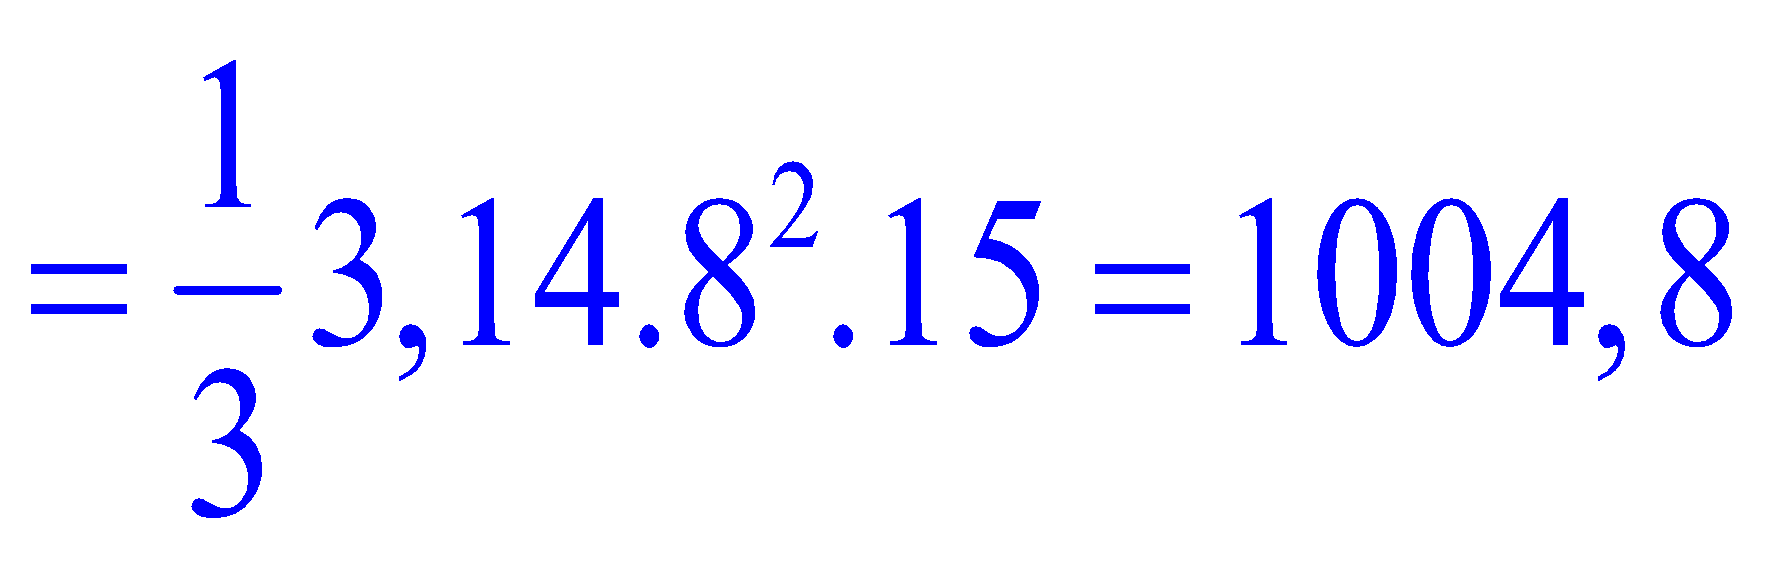 = 1/3 3,14.8².15 = 1004,8